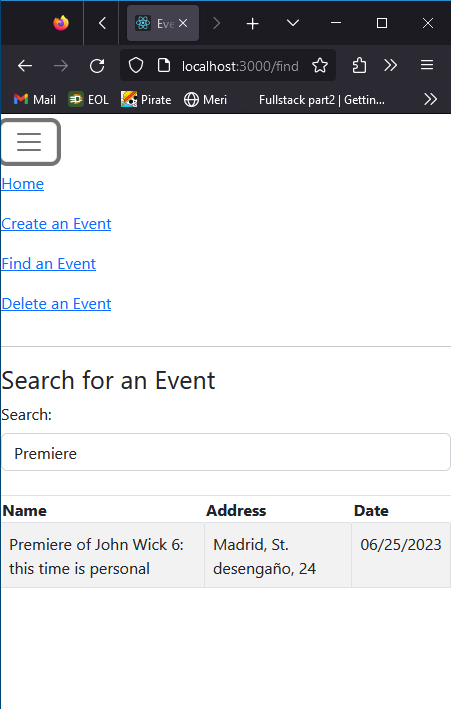 Eve
localhost:3000/find
Mail EOL Pirate Meri Fullstack part2 | Gettin...
Home
Create an Event
Find an Event
Delete an Event
Search for an Event
Search:
Premiere
Name Address Date
Premiere of John Wick 6: Madrid, St. 06/25/2023
this time is personal desengaño, 24